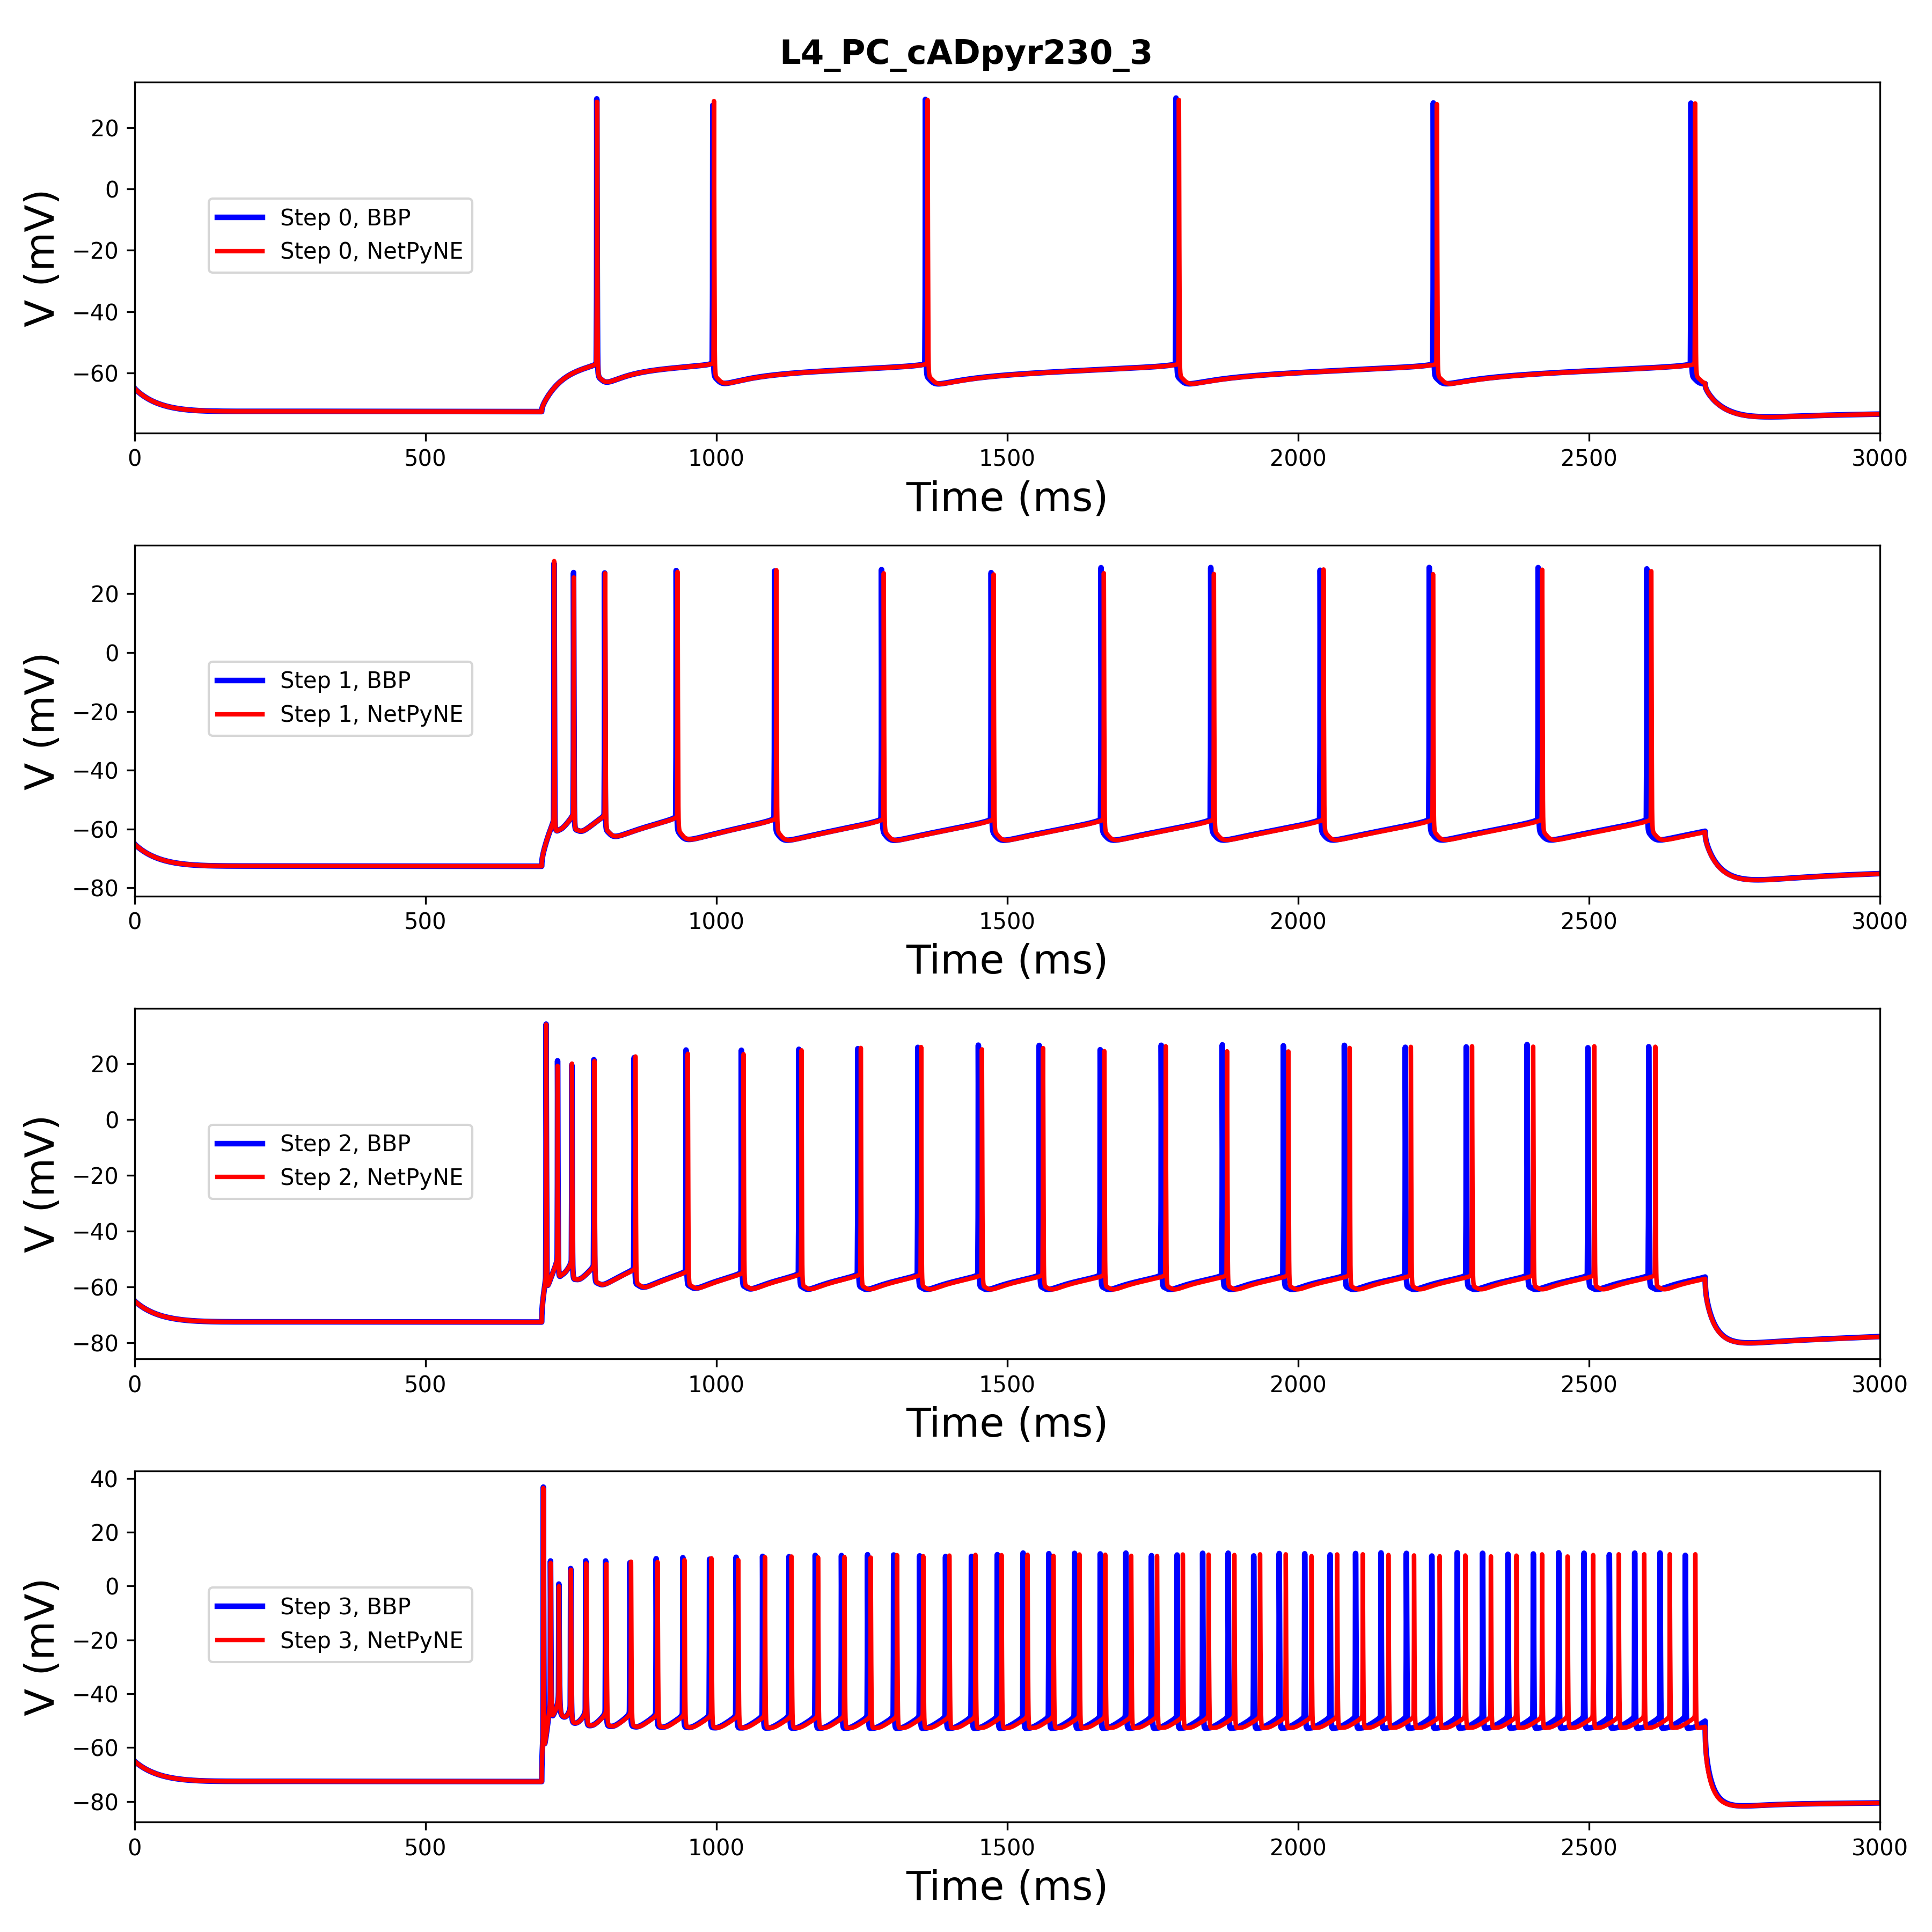 L4_PC_cADpyr230_3
20
0
−20
−40
−60
V (mV)
Step 0, BBP
Step 0, NetPyNE
0 500 1000 1500 2000 2500 3000
Time (ms)
20
0
−20
−40
−60
−80
V (mV)
Step 1, BBP
Step 1, NetPyNE
0 500 1000 1500 2000 2500 3000
Time (ms)
20
0
−20
−40
−60
−80
V (mV)
Step 2, BBP
Step 2, NetPyNE
0 500 1000 1500 2000 2500 3000
Time (ms)
40
20
0
−20
−40
−60
−80
V (mV)
Step 3, BBP
Step 3, NetPyNE
0 500 1000 1500 2000 2500 3000
Time (ms)